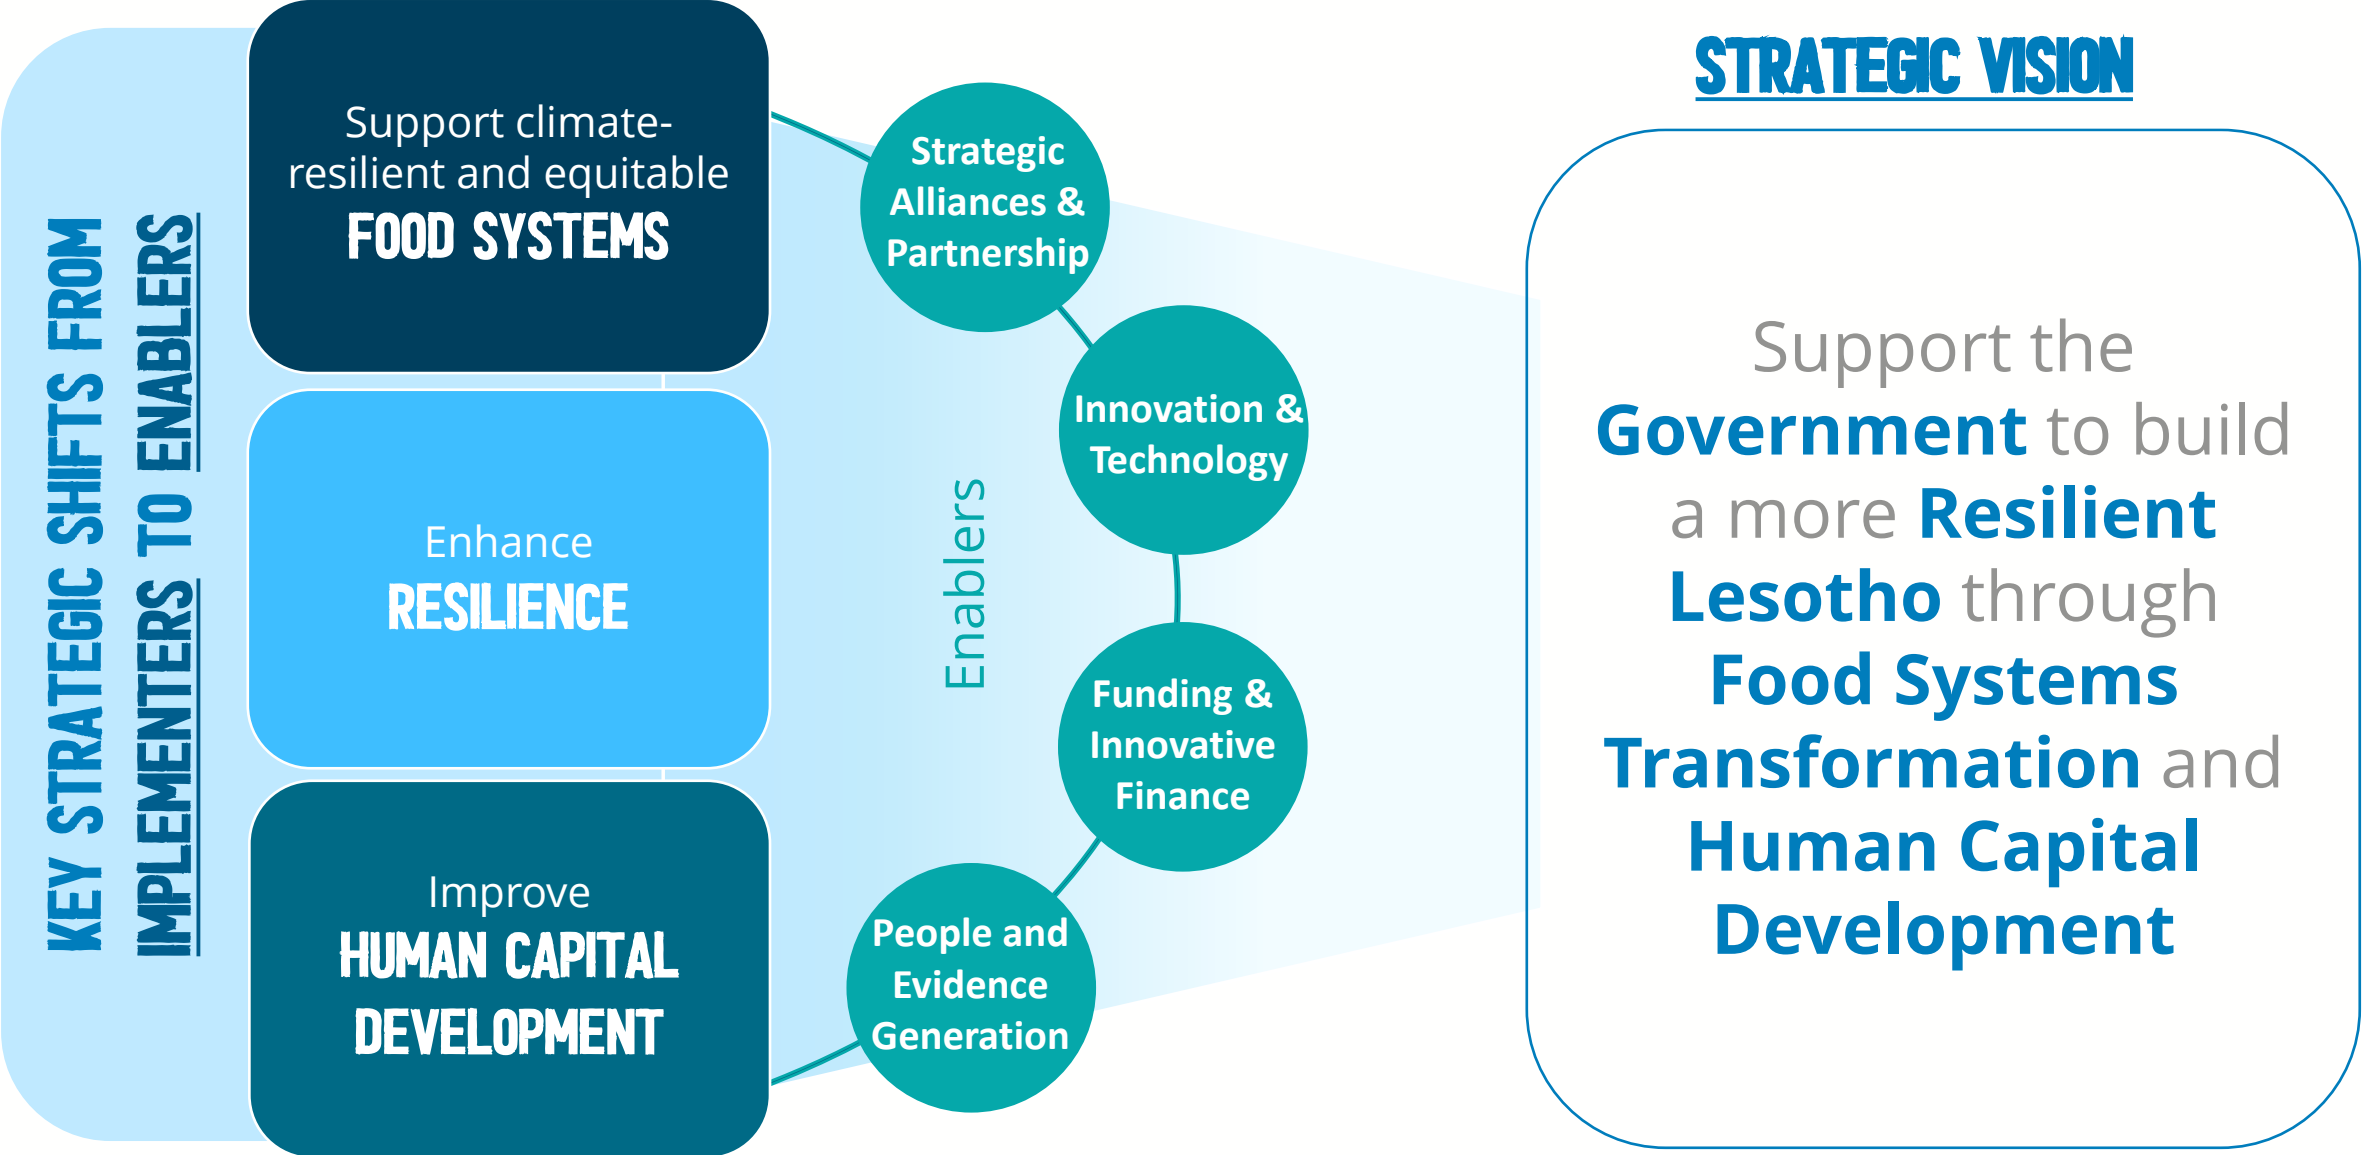 KEY STRATEGIC SHIFTS FROM
IMPLEMENTERS TO ENABLERS
Support climate-
resilient and equitable
FOOD SYSTEMS
Enhance
RESILIENCE
Improve
HUMAN CAPITAL
DEVELOPMENT
Enablers
Strategic
Alliances &
Partnership
Innovation &
Technology
Funding &
Innovative
Finance
People and
Evidence
Generation
STRATEGIC VISION
Support the
Government to build
a more Resilient
Lesotho through
Food Systems
Transformation and
Human Capital
Development